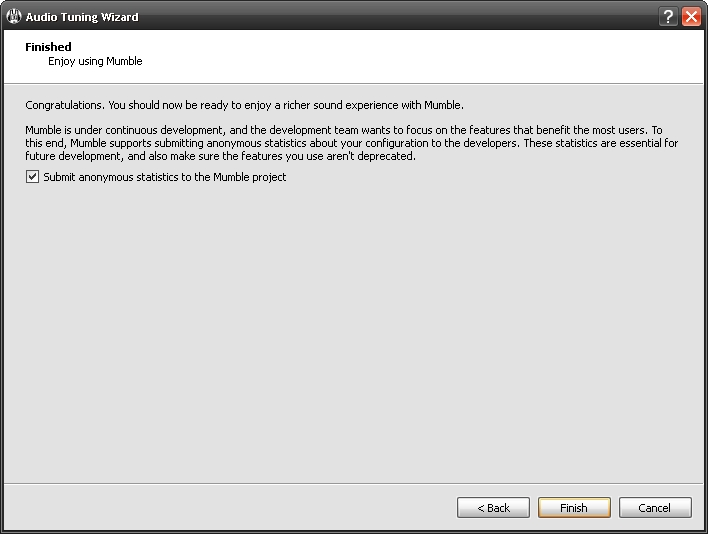 Audio Tuning Wizard
Finished
Enjoy using Mumble
Congratulations. You should now be ready to enjoy a richer sound experience with Mumble.
Mumble is under continuous development, and the development team wants to focus on the features that benefit the most users. To
this end, Mumble supports submitting anonymous statistics about your configuration to the developers. These statistics are essential for
future development, and also make sure the features you use aren't deprecated.
Submit anonymous statistics to the Mumble project
< Back
Finish
Cancel